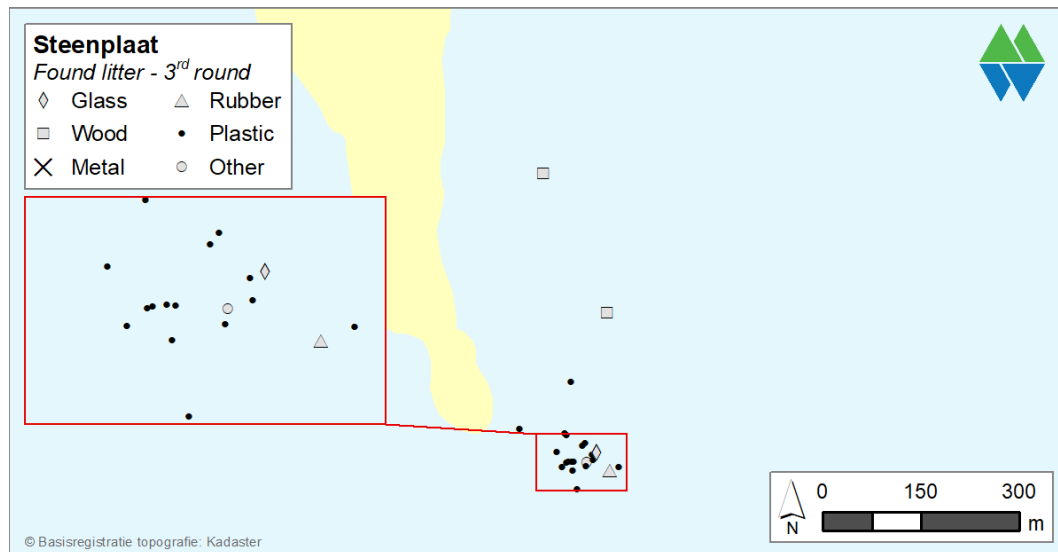 Steenplaat
Found litter - 3rd round
Glass Rubber
Wood Plastic
Metal Other
0 150 300
m
N
© Basisregistratie topografie: Kadaster